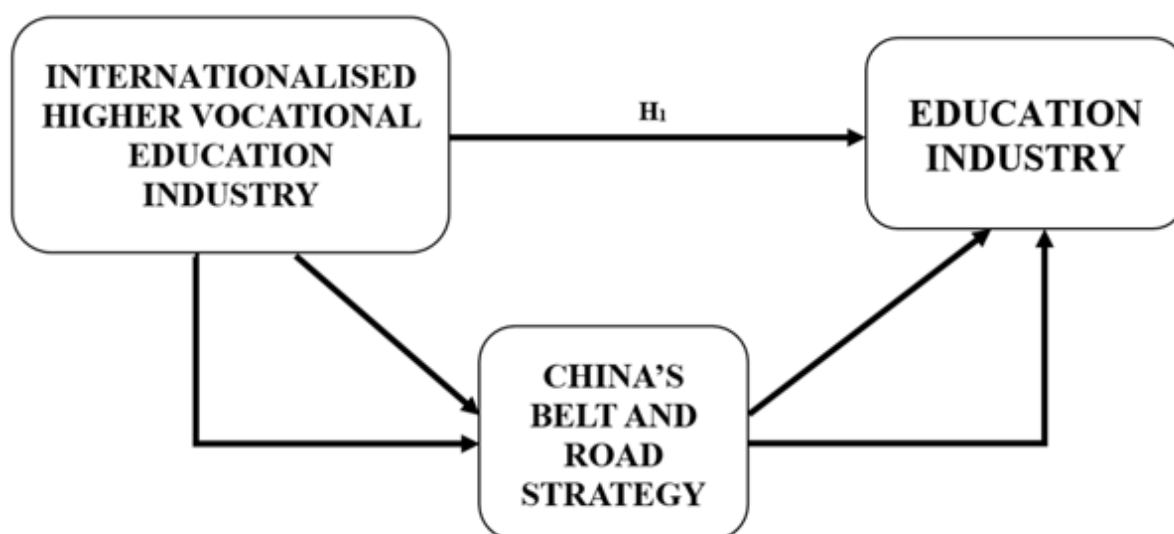 INTERNATIONALISED
HIGHER VOCATIONAL
EDUCATION
INDUSTRY
H₁
EDUCATION
INDUSTRY
CHINA’S
BELT AND
ROAD
STRATEGY